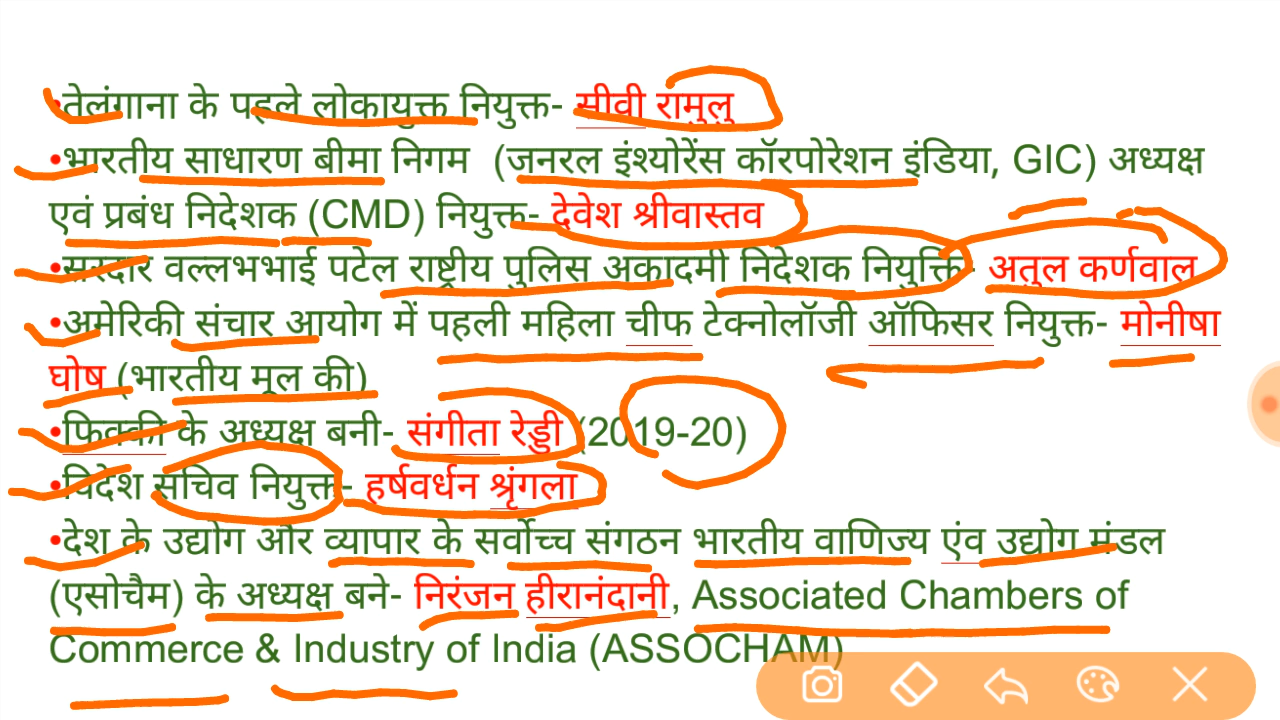 •तेलंगाना के पहले लोकायुक्त नियुक्त- सीवी रामुलु
•भारतीय साधारण बीमा निगम (जनरल इंश्योरेंस कॉरपोरेशन इंडिया, GIC) अध्यक्ष
एवं प्रबंध निदेशक (CMD) नियुक्त- देवेश श्रीवास्तव
•सरदार वल्लभभाई पटेल राष्ट्रीय पुलिस अकादमी निदेशक नियुक्ति- अतुल कर्णवाल
•अमेरिकी संचार आयोग में पहली महिला चीफ टेक्नोलॉजी ऑफिसर नियुक्त- मोनीषा
घोष (भारतीय मूल की)
•फिक्की के अध्यक्ष बनी- संगीता रेड्डी (2019-20)
•विदेश सचिव नियुक्त- हर्षवर्धन श्रृंगला
•देश के उद्योग और व्यापार के सर्वोच्च संगठन भारतीय वाणिज्य एंव उद्योग मंडल
(एसोचैम) के अध्यक्ष बने- निरंजन हीरानंदानी, Associated Chambers of
Commerce & Industry of India (ASSOCHAM)